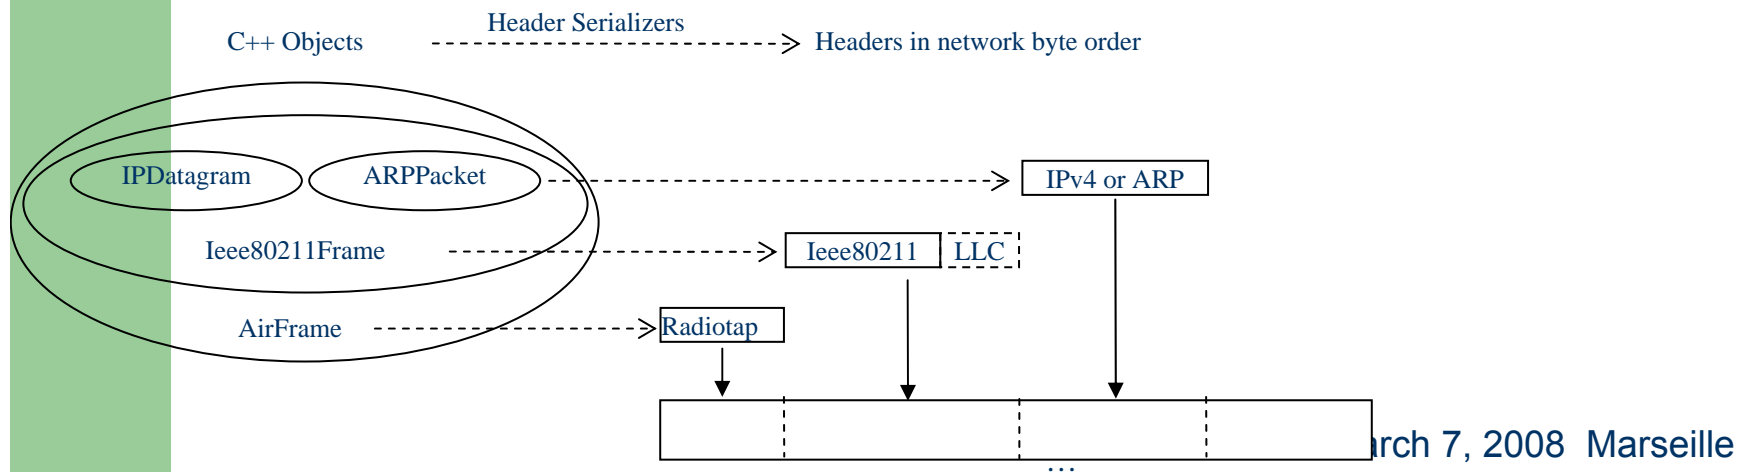 Header Serializers
C++ Objects
Headers in network byte order
IPDatagram
ARPPacket
IPv4 or ARP
Ieee80211Frame
Ieee80211
LLC
AirFrame
Radiotap
7, 2008 Marseille
…